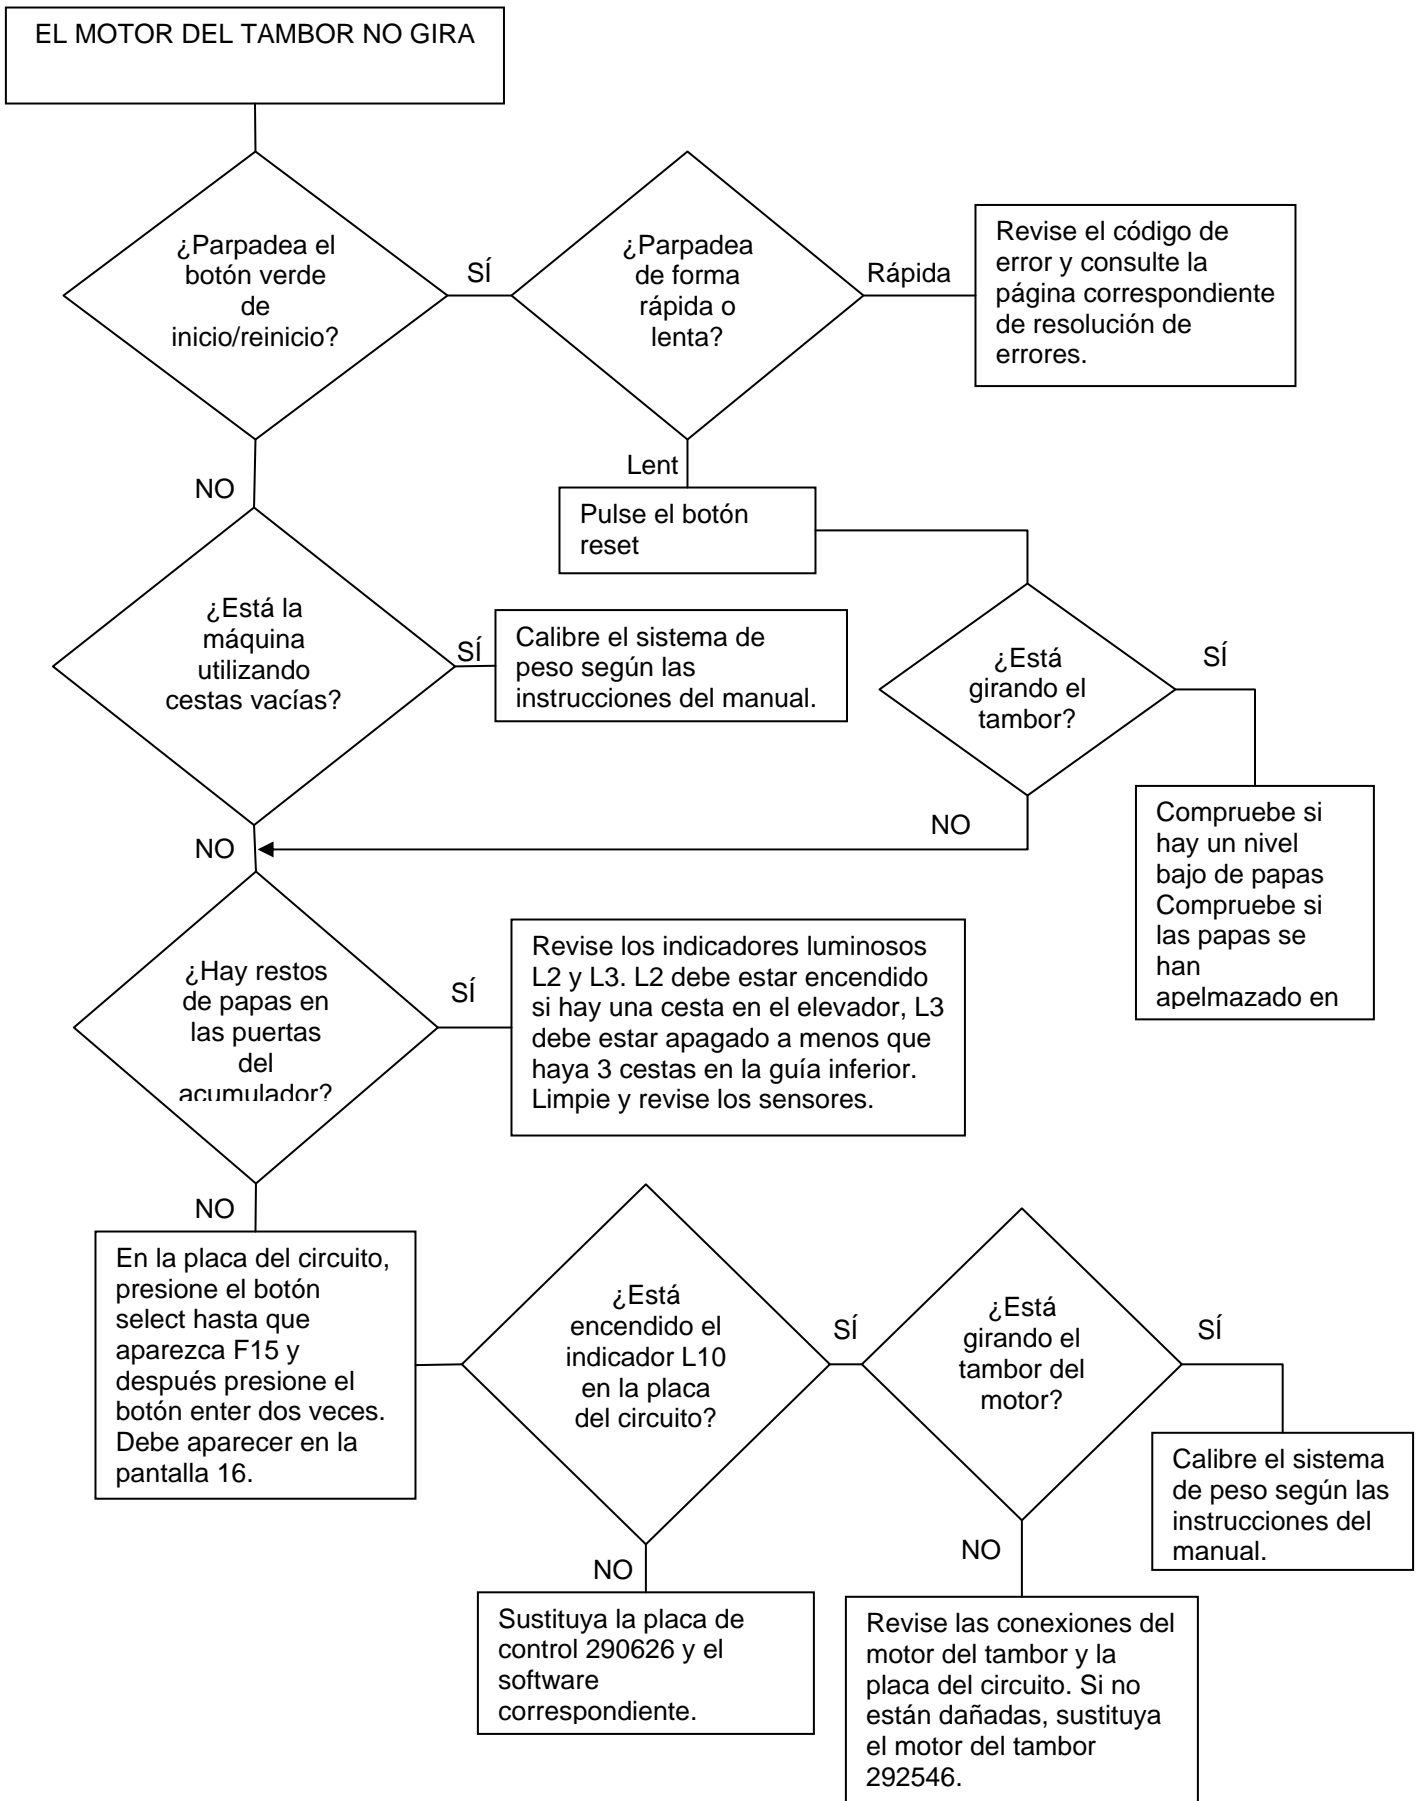 EL MOTOR DEL TAMBOR NO GIRA
¿Parpadea el
botón verde
de
inicio/reinicio?
SÍ
¿Parpadea
de forma
rápida o
lenta?
Rápida
Revise el código de
error y consulte la
página correspondiente
de resolución de
errores.
NO
Lent
Pulse el botón
reset
¿Está la
máquina
utilizando
cestas vacías?
SÍ
Calibre el sistema de
peso según las
instrucciones del manual.
¿Está
girando el
tambor?
SÍ
NO
NO
Compruebe si
hay un nivel
bajo de papas
Compruebe si
las papas se
han
apelmazado en
¿Hay restos
de papas en
las puertas
del
acumulador?
SÍ
Revise los indicadores luminosos
L2 y L3. L2 debe estar encendido
si hay una cesta en el elevador, L3
debe estar apagado a menos que
haya 3 cestas en la guía inferior.
Limpie y revise los sensores.
NO
En la placa del circuito,
presione el botón
select hasta que
aparezca F15 y
después presione el
botón enter dos veces.
Debe aparecer en la
pantalla 16.
¿Está
encendido el
indicador L10
en la placa
del circuito?
SÍ
¿Está
girando el
tambor del
motor?
SÍ
Calibre el sistema
de peso según las
instrucciones del
manual.
NO
NO
Sustituya la placa de
control 290626 y el
software
correspondiente.
Revise las conexiones del
motor del tambor y la
placa del circuito. Si no
están dañadas, sustituya
el motor del tambor
292546.